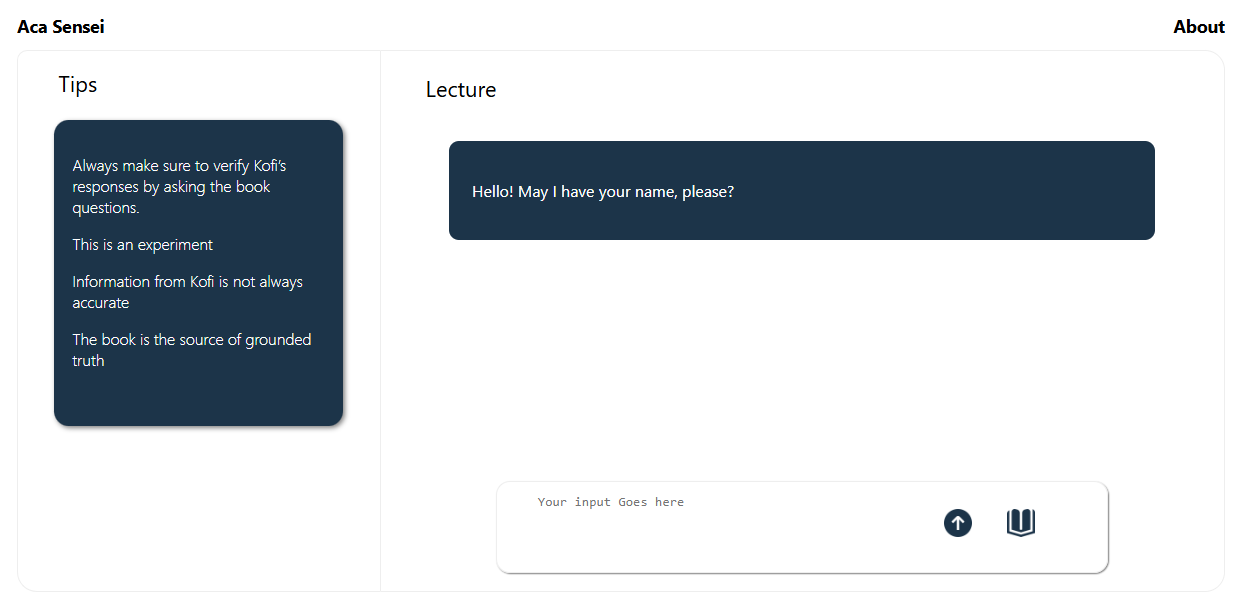 Aca Sensei
About
Tips
Always make sure to verify Kofi's
responses by asking the book
questions.
This is an experiment
Information from Kofi is not always
accurate
The book is the source of grounded
truth
Lecture
Hello! May I have your name, please?
Your input Goes here